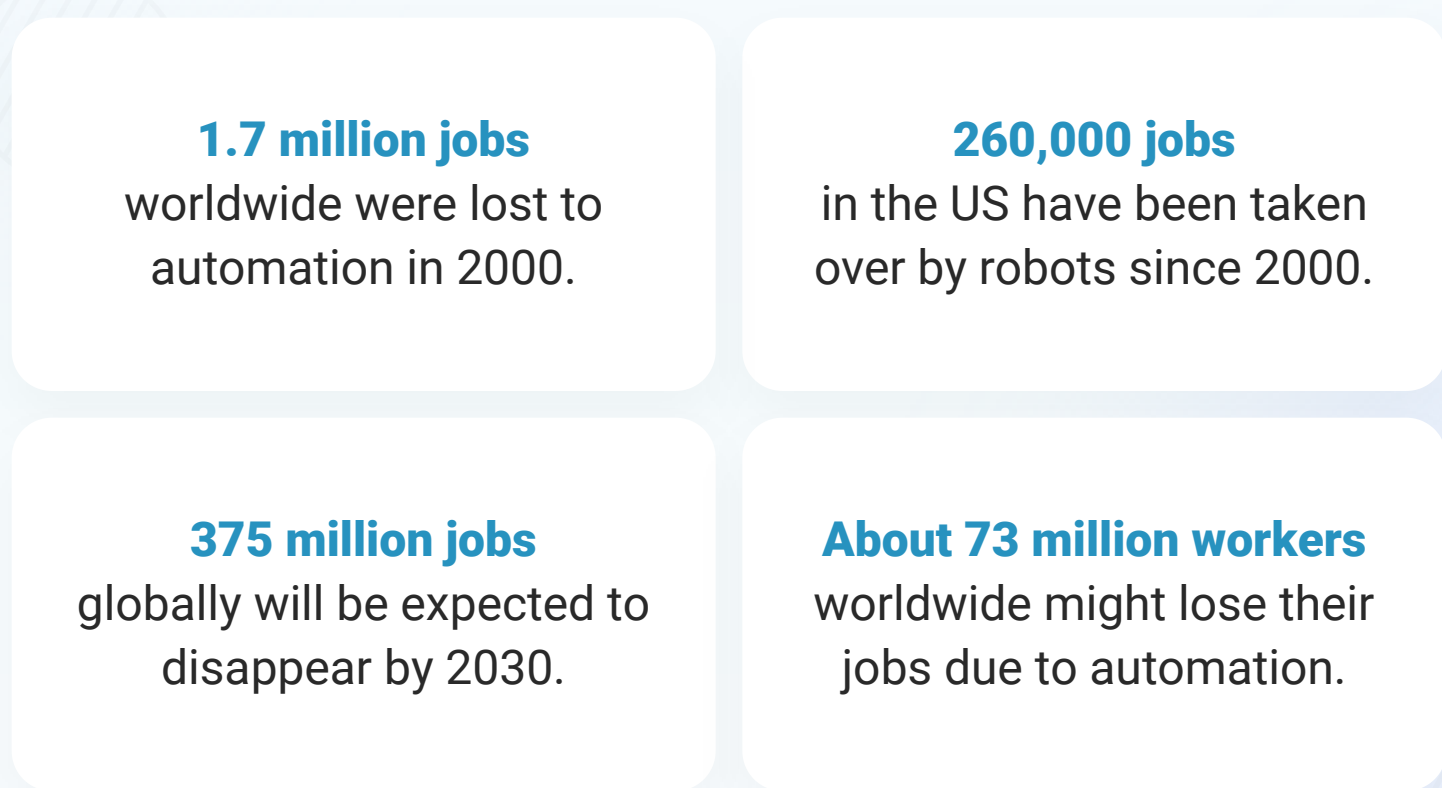 1.7 million jobs
worldwide were lost to
automation in 2000.
260,000 jobs
in the US have been taken
over by robots since 2000.
375 million jobs
globally will be expected to
disappear by 2030.
About 73 million workers
worldwide might lose their
jobs due to automation.